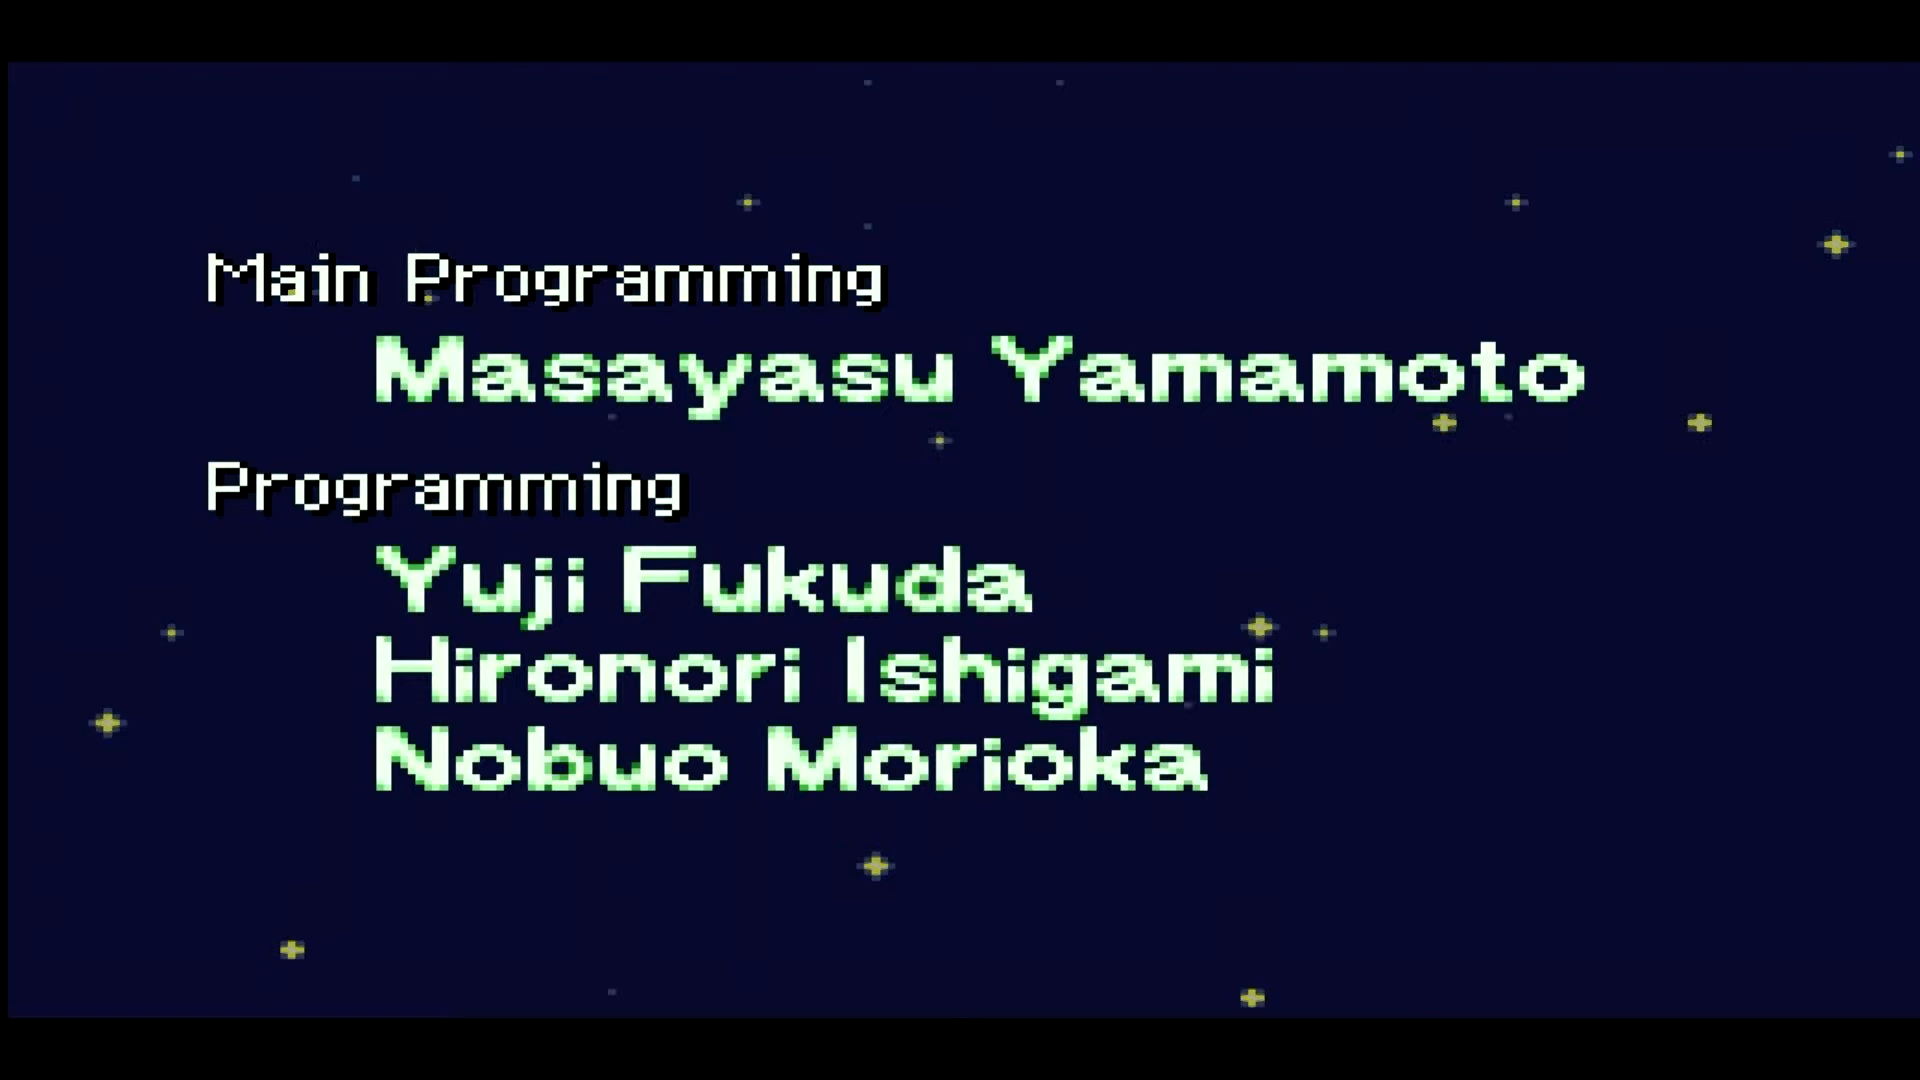 Main Programming
Masayasu Yamamoto
Programming
Yuji Fukuda
Hironori Ishigami
Nobuo Morioka